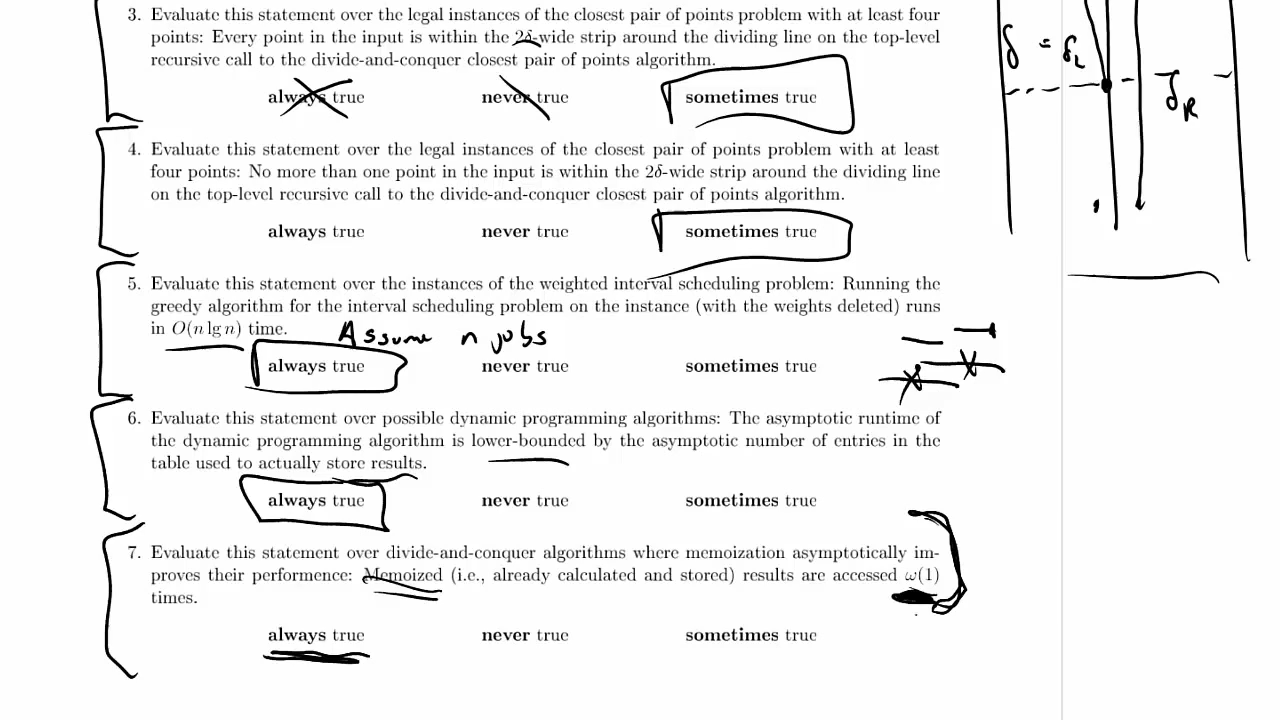 3. Evaluate this statement over the legal instances of the closest pair of points problem with at least four
points: Every point in the input is within the 2δ-wide strip around the dividing line on the top-level
recursive call to the divide-and-conquer closest pair of points algorithm.
always true never true sometimes true
δ = δL
δR
4. Evaluate this statement over the legal instances of the closest pair of points problem with at least
four points: No more than one point in the input is within the 2δ-wide strip around the dividing line
on the top-level recursive call to the divide-and-conquer closest pair of points algorithm.
always true never true sometimes true
5. Evaluate this statement over the instances of the weighted interval scheduling problem: Running the
greedy algorithm for the interval scheduling problem on the instance (with the weights deleted) runs
in O(n lg n) time.
Assume n jobs
always true never true sometimes true
6. Evaluate this statement over possible dynamic programming algorithms: The asymptotic runtime of
the dynamic programming algorithm is lower-bounded by the asymptotic number of entries in the
table used to actually store results.
always true never true sometimes true
7. Evaluate this statement over divide-and-conquer algorithms where memoization asymptotically im-
proves their performence: Memoized (i.e., already calculated and stored) results are accessed ω(1)
times.
always true never true sometimes true